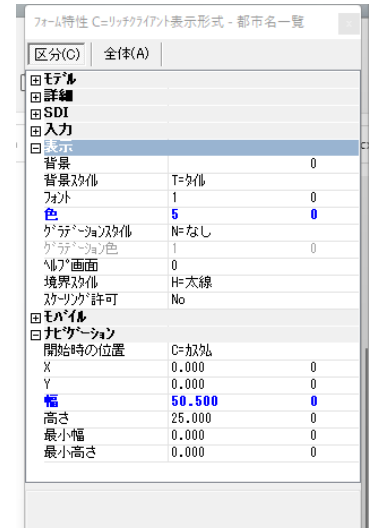 フォーム特性 C=リッチクライアント表示形式 - 都市名一覧
区分(C) 全体(A)
モデル
詳細
SDI
入力
表示
背景 0
背景スタイル T=タイル
フォント 1 0
色 5 0
グラデーションスタイル N=なし
グラデーション色 1 0
ヘルプ画面 0
境界スタイル H=太線
スケーリング許可 No
モバイル
ナビゲーション
開始時の位置 C=カスタム
X 0.000 0
Y 0.000 0
幅 50.500 0
高さ 25.000 0
最小幅 0.000 0
最小高さ 0.000 0